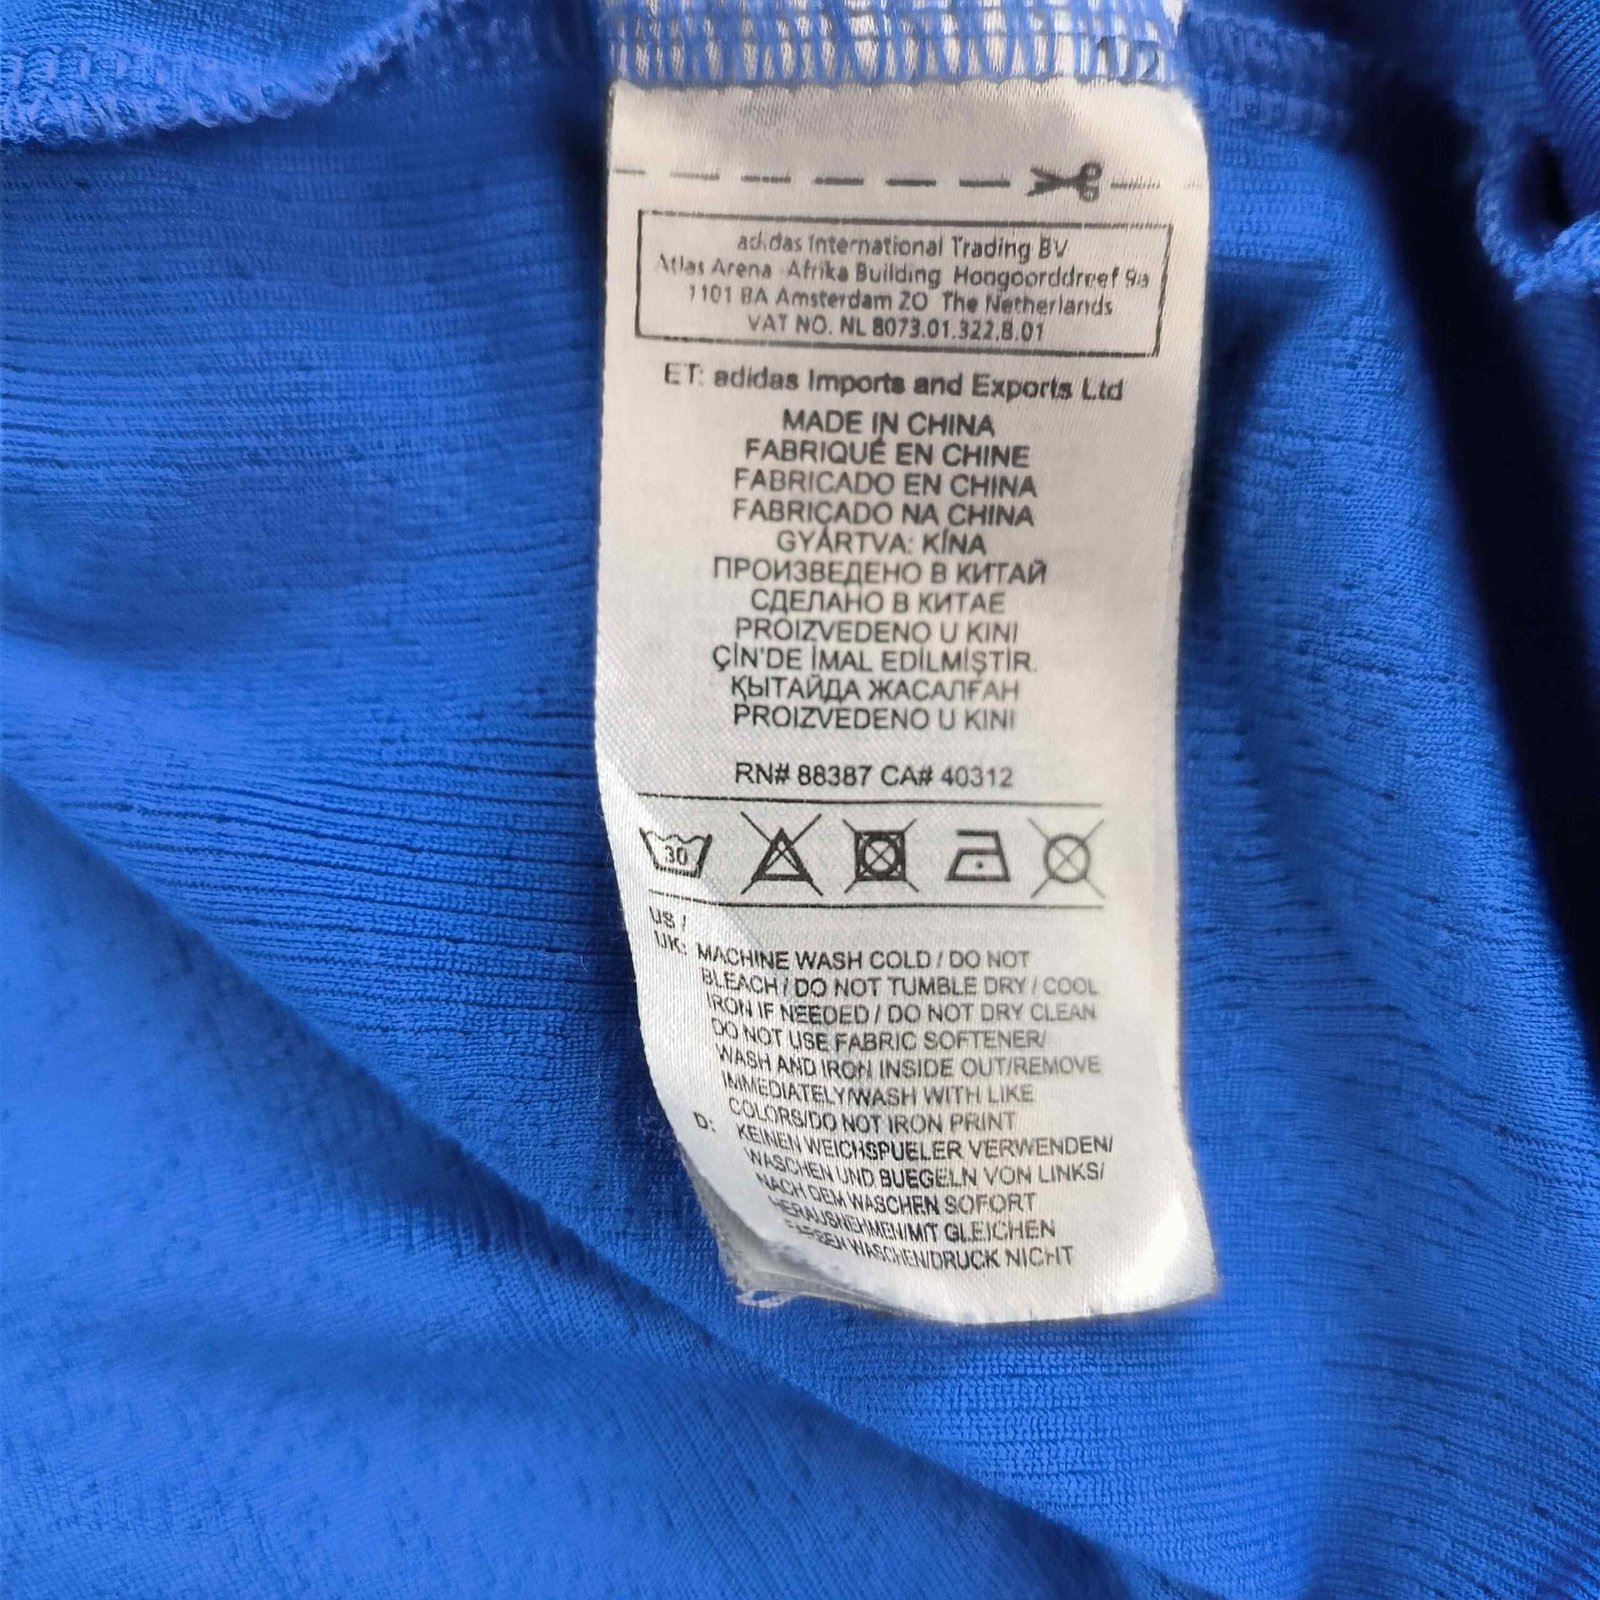 1/2
adidas International Trading BV
Atlas Arena Afrika Building Hoogoorddreef 9a
1101 BA Amsterdam ZO The Netherlands
VAT NO. NL 8073.01.322.B.01
ET: adidas Imports and Exports Ltd
MADE IN CHINA
FABRIQUÉ EN CHINE
FABRICADO EN CHINA
FABRIÇADO NA CHINA
GYÁRTVA: KÍNA
ПРОИЗВЕДЕНО В КИТАЙ
СДЕЛАНО В КИТАЕ
PROIZVEDENO U KINI
ÇİN'DE İMAL EDİLMİŞTİR.
ҚЫТАЙДА ЖАСАЛҒАН
PROIZVEDENO U KINI
RN# 88387 CA# 40312
30
US /
UK: MACHINE WASH COLD / DO NOT
BLEACH / DO NOT TUMBLE DRY / COOL
IRON IF NEEDED / DO NOT DRY CLEAN
DO NOT USE FABRIC SOFTENER/
WASH AND IRON INSIDE OUT/REMOVE
IMMEDIATELY/WASH WITH LIKE
COLORS/DO NOT IRON PRINT
D: KEINEN WEICHSPUELER VERWENDEN/
WASCHEN UND BUEGELN VON LINKS/
NACH DEM WASCHEN SOFORT
HERAUSNEHMEN/MIT GLEICHEN
FARBEN WASCHEN/DRUCK NICHT